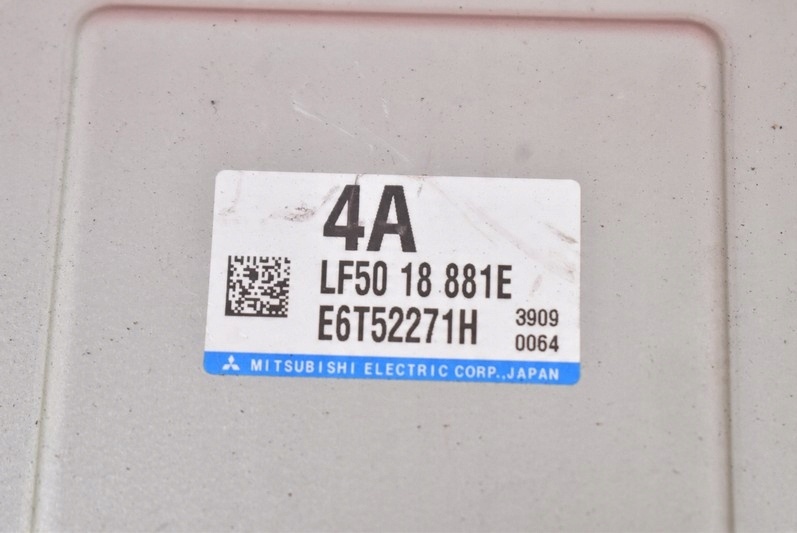 4A
LF50 18 881E
E6T52271H 3909
0064
MITSUBISHI ELECTRIC CORP.,JAPAN